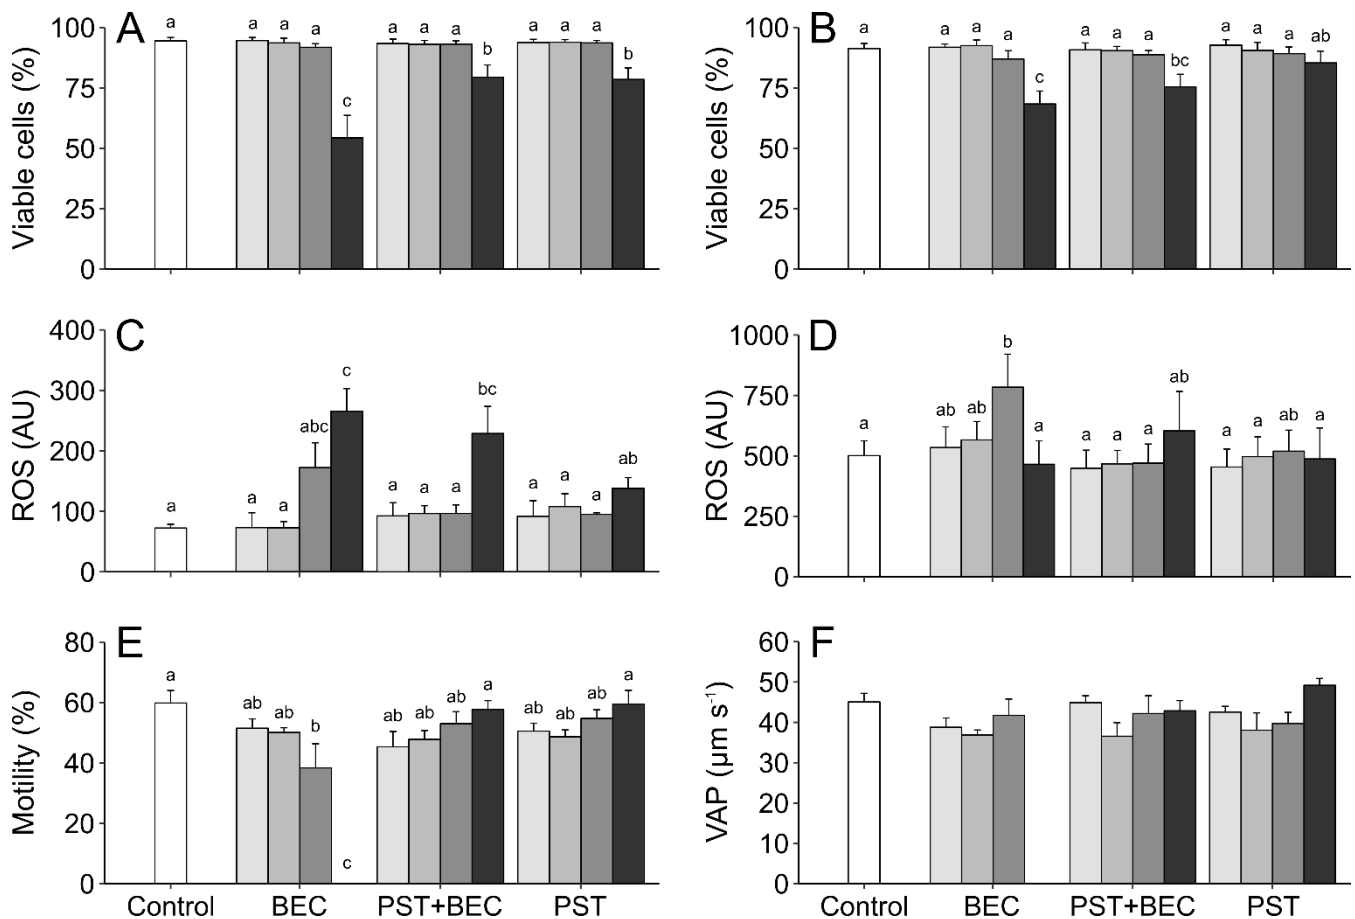 A
Viable cells (%)
100
75
50
25
0
a
a a a c
a a a b
a a a b
B
Viable cells (%)
100
75
50
25
0
a
a a a c
a a a bc
a a a ab
C
ROS (AU)
400
300
200
100
0
a
a a abc c
a a a bc
a a a ab
D
ROS (AU)
1000
750
500
250
0
a
ab ab b a
a a a ab
a a ab a
E
Motility (%)
80
60
40
20
0
a
ab ab b c
ab ab ab a
ab ab ab a
Control BEC PST+BEC PST
F
VAP (µm s⁻¹)
60
50
40
30
20
10
0
Control BEC PST+BEC PST